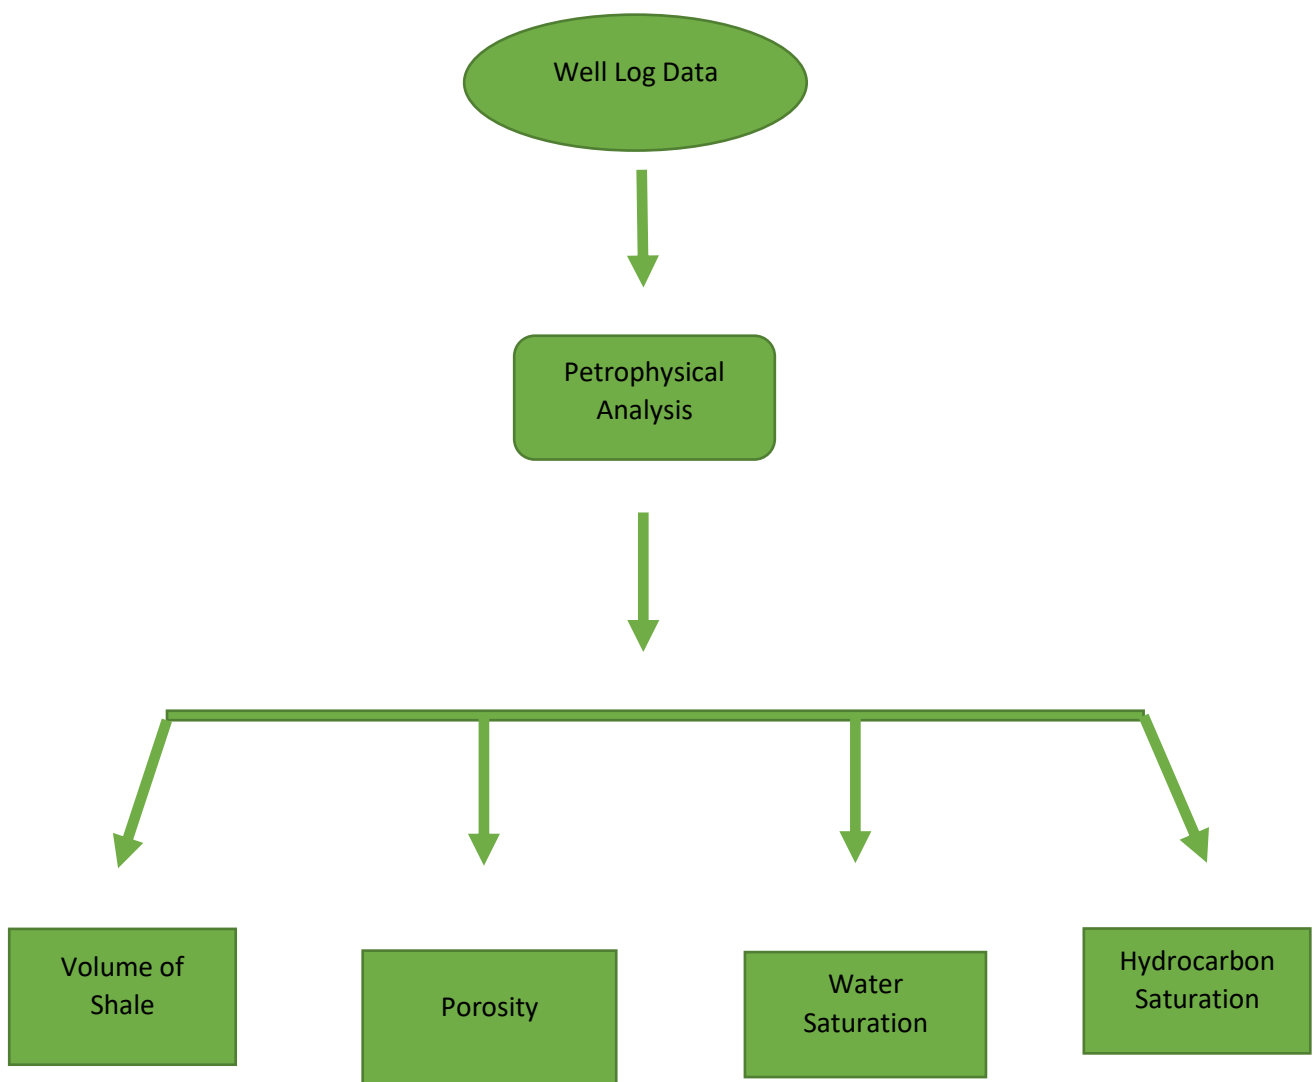 Well Log Data
Petrophysical
Analysis
Volume of
Shale
Porosity
Water
Saturation
Hydrocarbon
Saturation